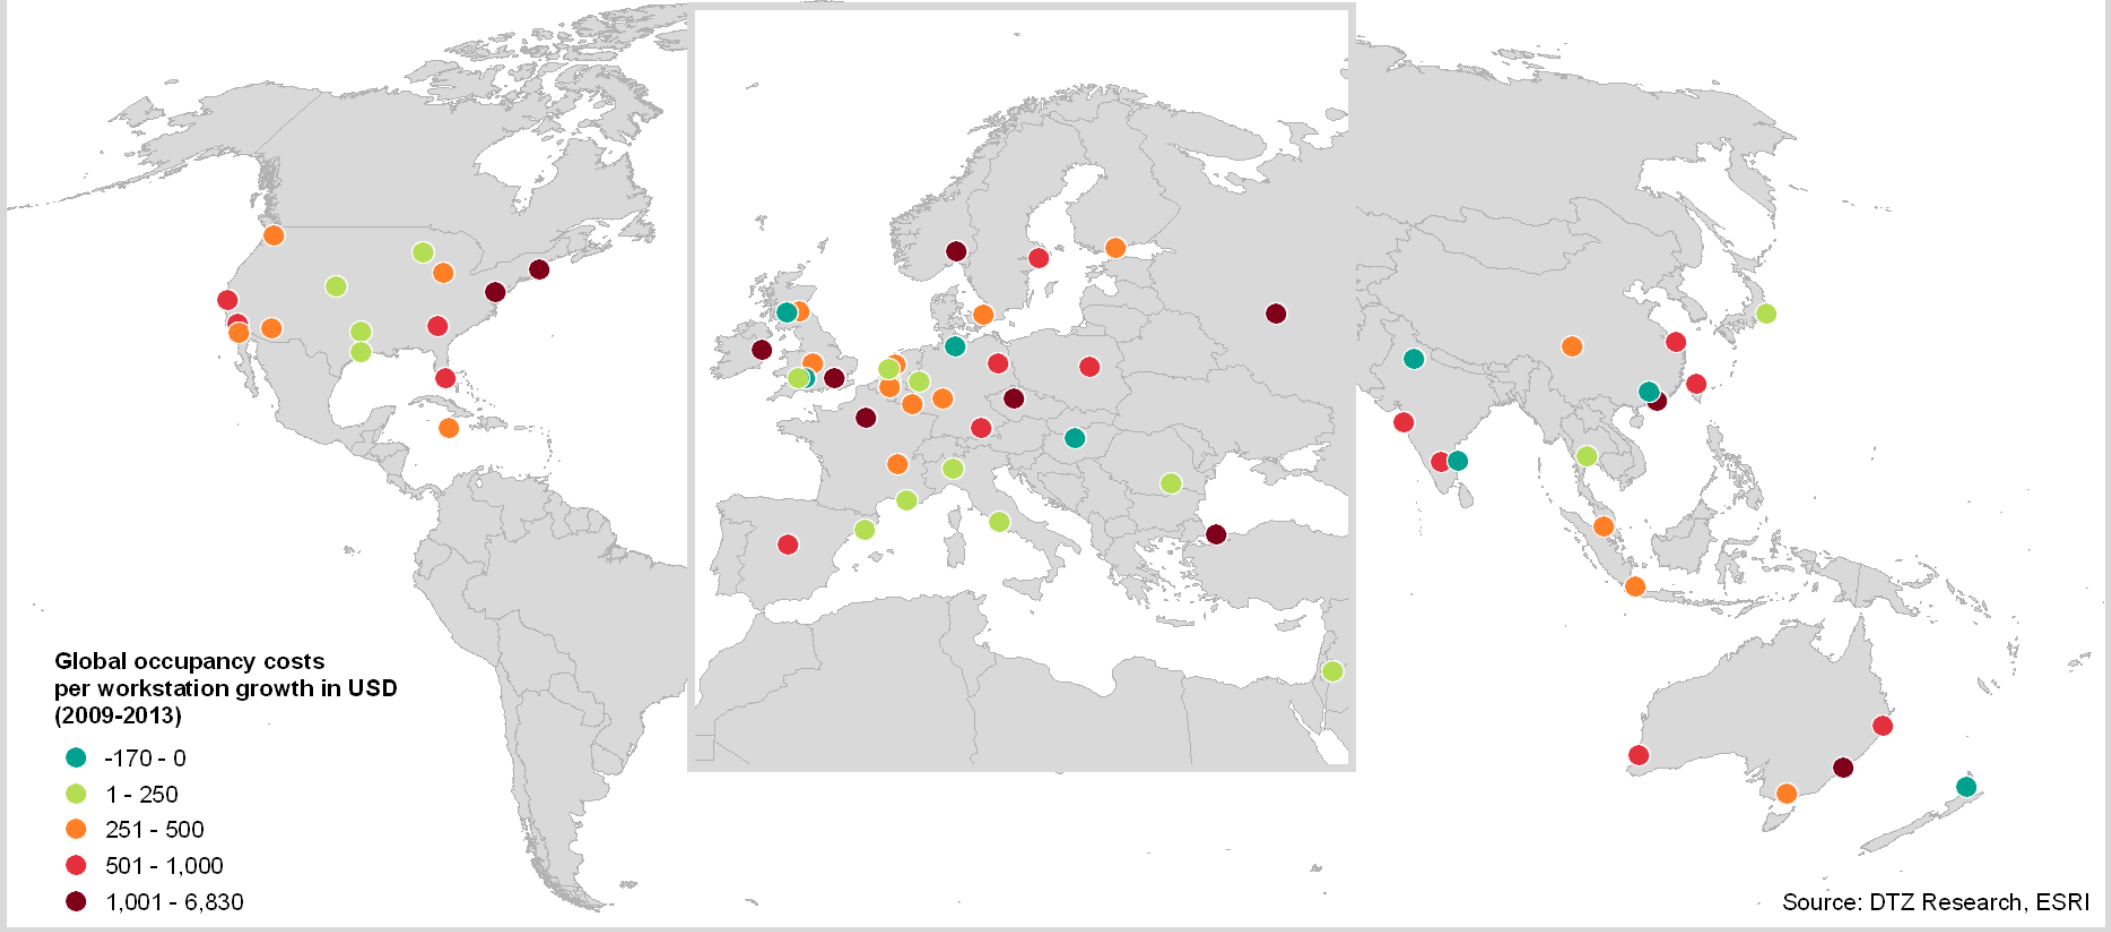 Global occupancy costs
per workstation growth in USD
(2009-2013)
-170 - 0
1 - 250
251 - 500
501 - 1,000
1,001 - 6,830
Source: DTZ Research, ESRI